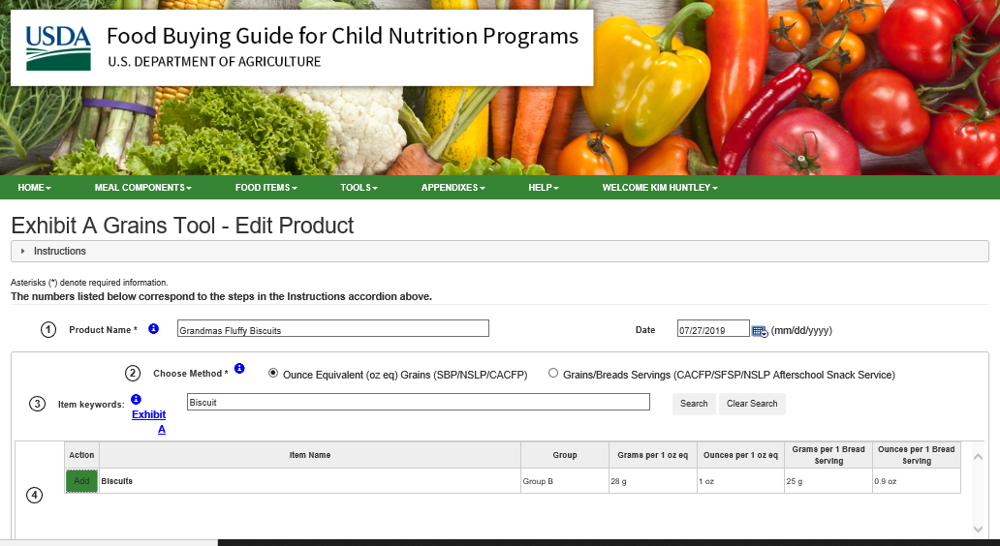 USDA
Food Buying Guide for Child Nutrition Programs
U.S. DEPARTMENT OF AGRICULTURE
HOME MEAL COMPONENTS FOOD ITEMS TOOLS APPENDIXES HELP WELCOME KIM HUNTLEY
Exhibit A Grains Tool - Edit Product
Instructions
Asterisks (*) denote required information.
The numbers listed below correspond to the steps in the Instructions accordion above.
1 Product Name * Grandmas Fluffy Biscuits Date 07/27/2019 (mm/dd/yyyy)
2 Choose Method * Ounce Equivalent (oz eq) Grains (SBP/NSLP/CACFP) Grains/Breads Servings (CACFP/SFSP/NSLP Afterschool Snack Service)
3 Item keywords: Exhibit A Biscuit Search Clear Search
Action Item Name Group Grams per 1 oz eq Ounces per 1 oz eq Grams per 1 Bread Serving Ounces per 1 Bread Serving
4 Add Biscuits Group B 28 g 1 oz 25 g 0.9 oz